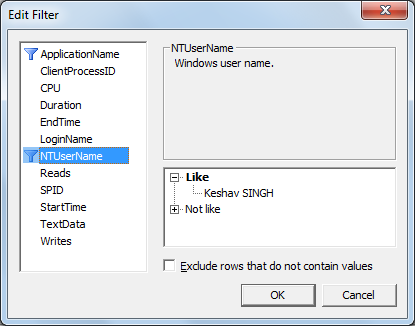 Edit Filter
ApplicationName
ClientProcessID
CPU
Duration
EndTime
LoginName
NTUserName
Reads
SPID
StartTime
TextData
Writes
NTUserName
Windows user name.
Like
Keshav SINGH
Not like
Exclude rows that do not contain values
OK
Cancel